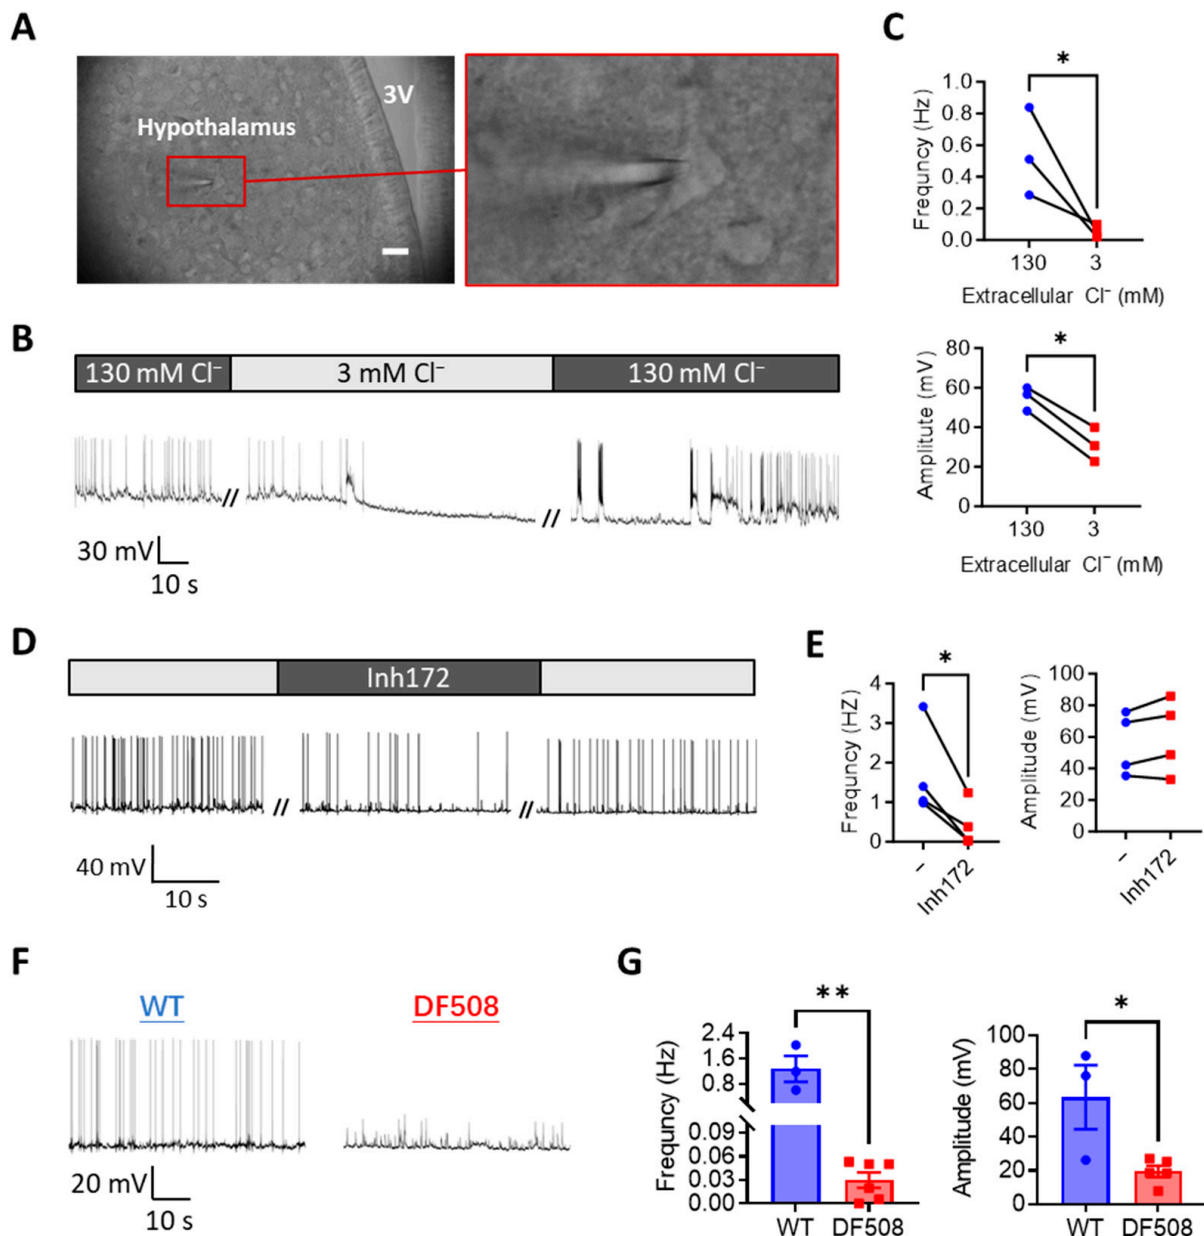 A
Hypothalamus
3V
C
*
Frequncy (Hz)
1.0
0.8
0.6
0.4
0.2
0.0
130
3
Extracellular Cl⁻ (mM)
B
130 mM Cl⁻
3 mM Cl⁻
130 mM Cl⁻
//
//
30 mV
10 s
*
Amplitute (mV)
80
60
40
20
0
130
3
Extracellular Cl⁻ (mM)
D
Inh172
//
//
40 mV
10 s
E
*
Frequncy (HZ)
4
3
2
1
0
–
Inh172
Amplitude (mV)
100
80
60
40
20
0
–
Inh172
F
WT
DF508
20 mV
10 s
G
**
Frequncy (Hz)
2.4
1.6
0.8
0.09
0.06
0.03
0.00
WT
DF508
*
Amplitude (mV)
100
80
60
40
20
0
WT
DF508